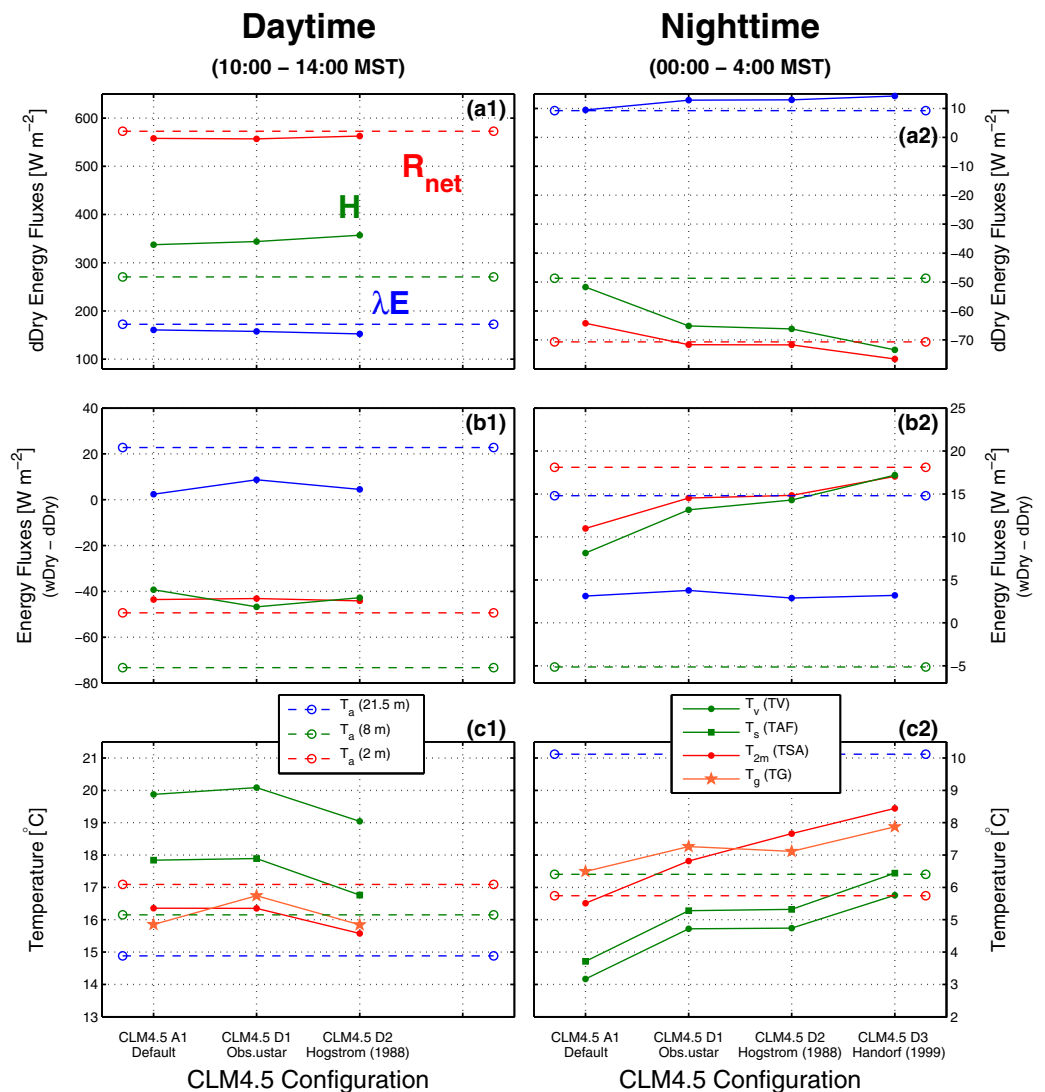 Daytime
(10:00 – 14:00 MST)
Nighttime
(00:00 – 4:00 MST)
dDry Energy Fluxes [W m−2]
600
500
400
300
200
100
(a1)
Rnet
H
λE
(a2)
10
0
−10
−20
−30
−40
−50
−60
−70
dDry Energy Fluxes [W m−2]
Energy Fluxes [W m−2]
(wDry − dDry)
40
20
0
−20
−40
−60
−80
(b1)
(b2)
25
20
15
10
5
0
−5
Energy Fluxes [W m−2]
(wDry − dDry)
Temperature [°C]
21
20
19
18
17
16
15
14
13
Ta (21.5 m)
Ta (8 m)
Ta (2 m)
(c1)
Tv (TV)
Ts (TAF)
T2m (TSA)
Tg (TG)
(c2)
10
9
8
7
6
5
4
3
2
Temperature [°C]
CLM4.5 A1
Default
CLM4.5 D1
Obs.ustar
CLM4.5 D2
Hogstrom (1988)
CLM4.5 Configuration
CLM4.5 A1
Default
CLM4.5 D1
Obs.ustar
CLM4.5 D2
Hogstrom (1988)
CLM4.5 D3
Handorf (1999)
CLM4.5 Configuration